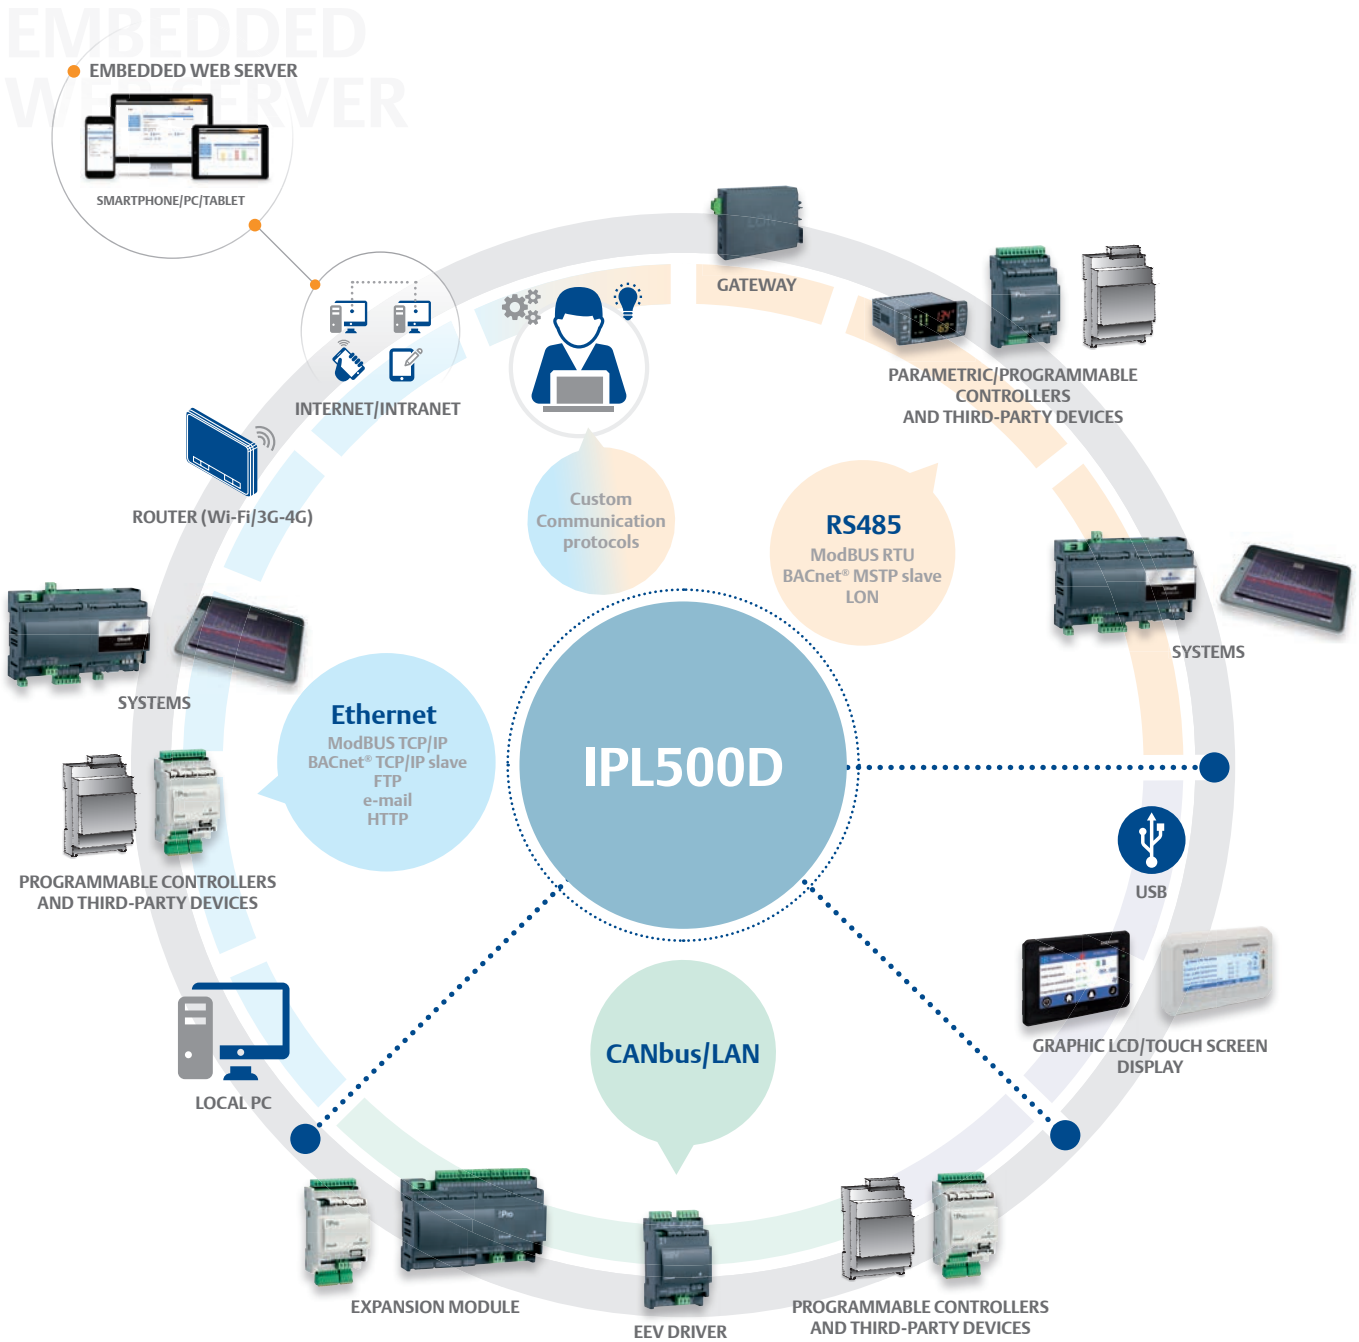 EMBEDDED
WEB SERVER
EMBEDDED WEB SERVER
SMARTPHONE/PC/TABLET
GATEWAY
INTERNET/INTRANET
PARAMETRIC/PROGRAMMABLE
CONTROLLERS
AND THIRD-PARTY DEVICES
ROUTER (Wi-Fi/3G-4G)
Custom
Communication
protocols
RS485
ModBUS RTU
BACnet® MSTP slave
LON
SYSTEMS
SYSTEMS
Ethernet
ModBUS TCP/IP
BACnet® TCP/IP slave
FTP
e-mail
HTTP
IPL500D
PROGRAMMABLE CONTROLLERS
AND THIRD-PARTY DEVICES
USB
CANbus/LAN
GRAPHIC LCD/TOUCH SCREEN
DISPLAY
LOCAL PC
EXPANSION MODULE
EEV DRIVER
PROGRAMMABLE CONTROLLERS
AND THIRD-PARTY DEVICES